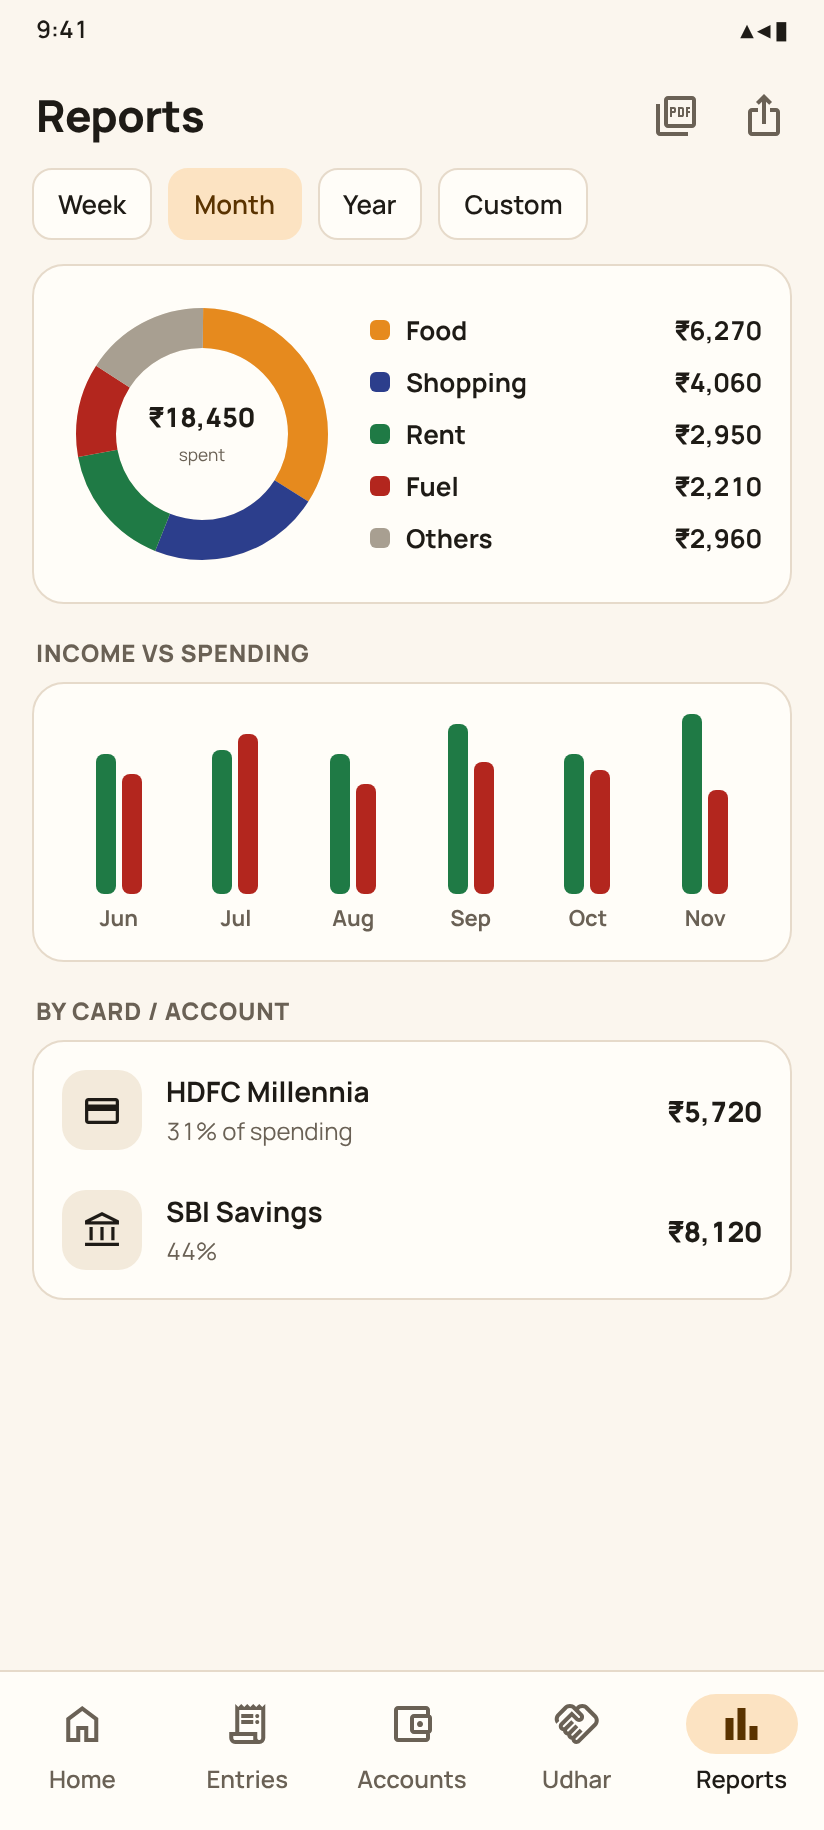 9:41
Reports
PDF
Week Month Year Custom
₹18,450
spent
Food ₹6,270
Shopping ₹4,060
Rent ₹2,950
Fuel ₹2,210
Others ₹2,960
INCOME VS SPENDING
Jun Jul Aug Sep Oct Nov
BY CARD / ACCOUNT
HDFC Millennia
31% of spending
₹5,720
SBI Savings
44%
₹8,120
Home Entries Accounts Udhar Reports